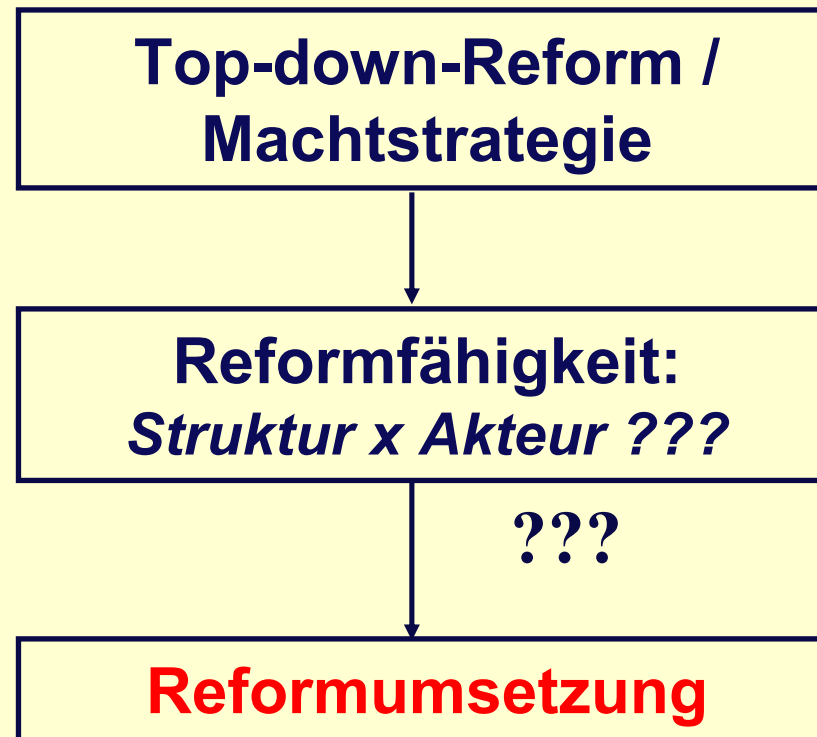 Top-down-Reform /
Machtstrategie
Reformfähigkeit:
Struktur x Akteur ???
???
Reformumsetzung